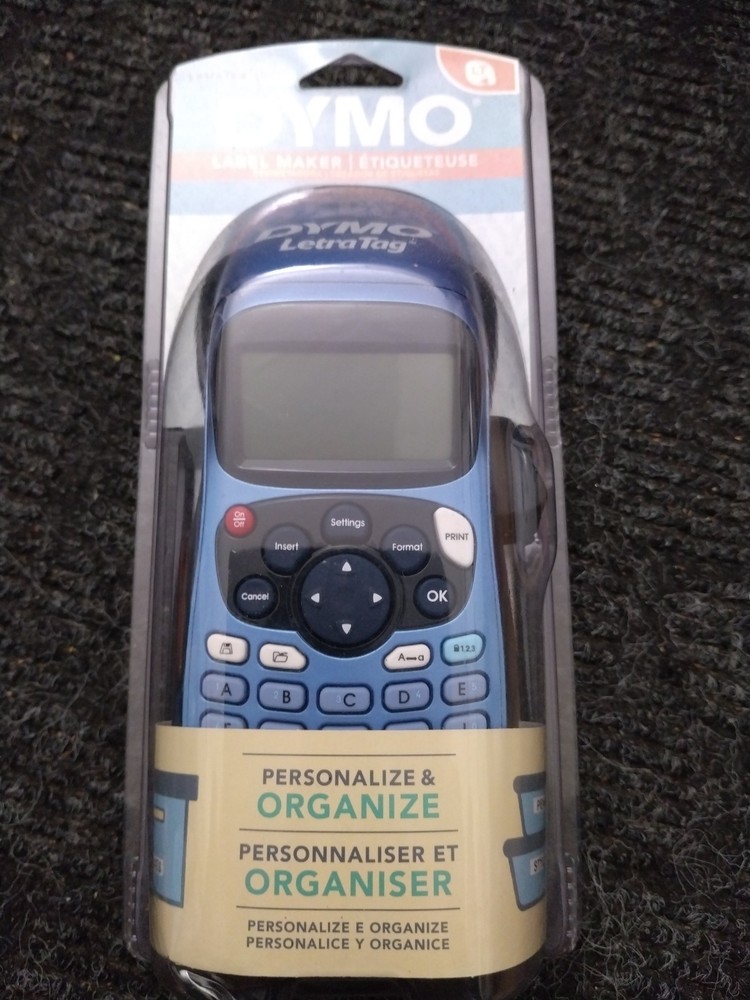 DYMO®
LABEL MAKER | ÉTIQUETEUSE
DYMO
LetraTag®
On
Off
Settings
PRINT
Insert
Format
Cancel
OK
A a
123
A
B
C
D
E
PERSONALIZE &
ORGANIZE
PERSONNALISER ET
ORGANISER
PERSONALIZE E ORGANIZE
PERSONALICE Y ORGANICE